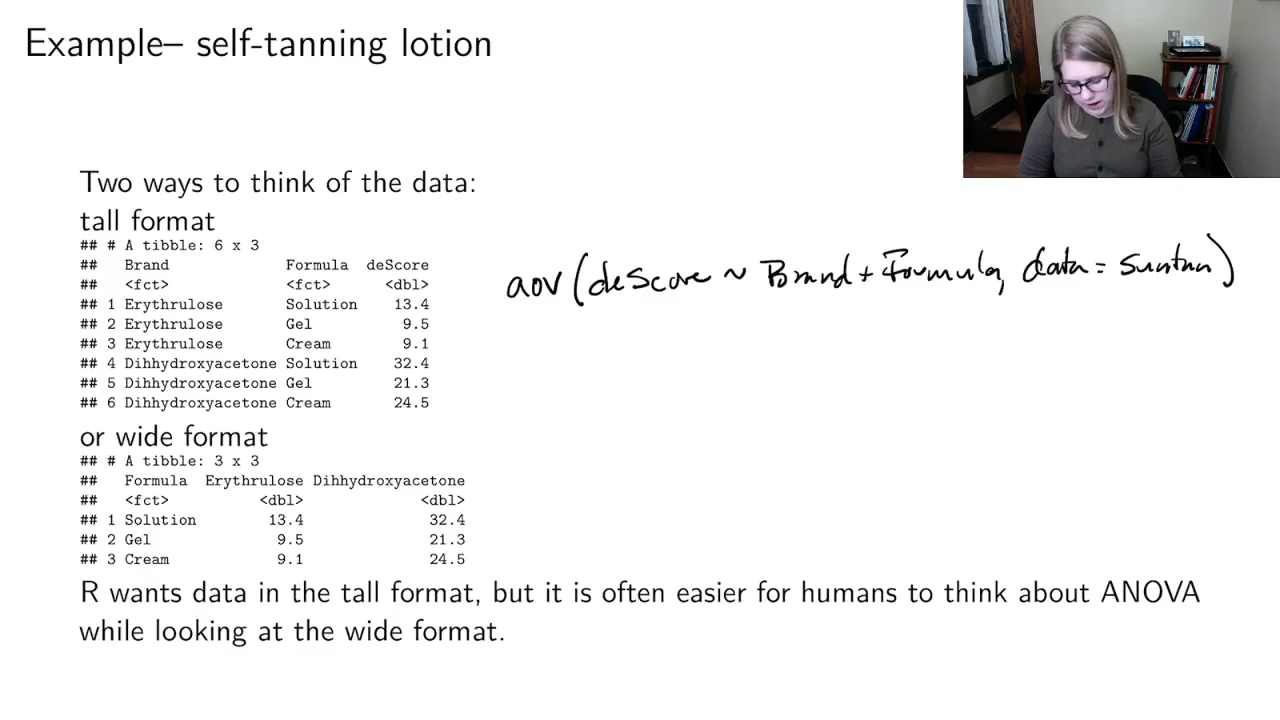 Example– self-tanning lotion
Two ways to think of the data:
tall format
## # A tibble: 6 x 3
## Brand Formula deScore
## <fct> <fct> <dbl>
## 1 Erythrulose Solution 13.4
## 2 Erythrulose Gel 9.5
## 3 Erythrulose Cream 9.1
## 4 Dihhydroxyacetone Solution 32.4
## 5 Dihhydroxyacetone Gel 21.3
## 6 Dihhydroxyacetone Cream 24.5
aov(deScore ~ Brand + Formula, data = suntan)
or wide format
## # A tibble: 3 x 3
## Formula Erythrulose Dihhydroxyacetone
## <fct> <dbl> <dbl>
## 1 Solution 13.4 32.4
## 2 Gel 9.5 21.3
## 3 Cream 9.1 24.5
R wants data in the tall format, but it is often easier for humans to think about ANOVA
while looking at the wide format.